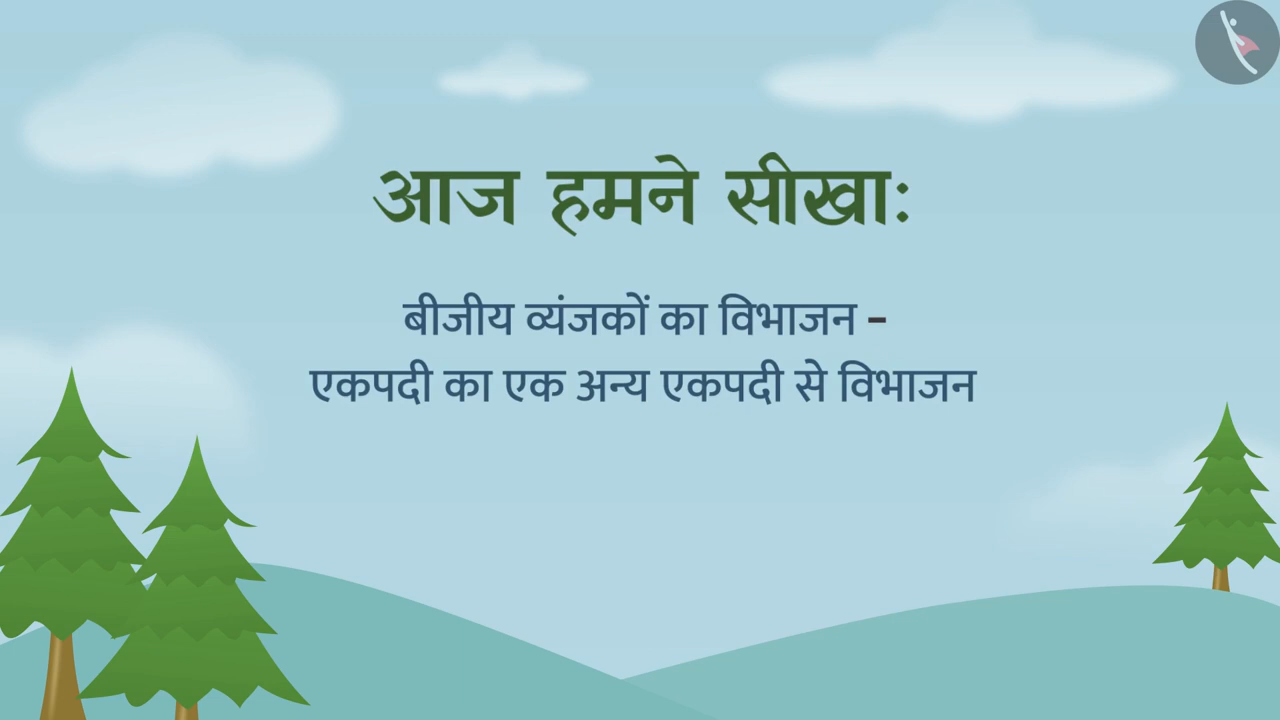 आज हमने सीखाः
बीजीय व्यंजकों का विभाजन –
एकपदी का एक अन्य एकपदी से विभाजन